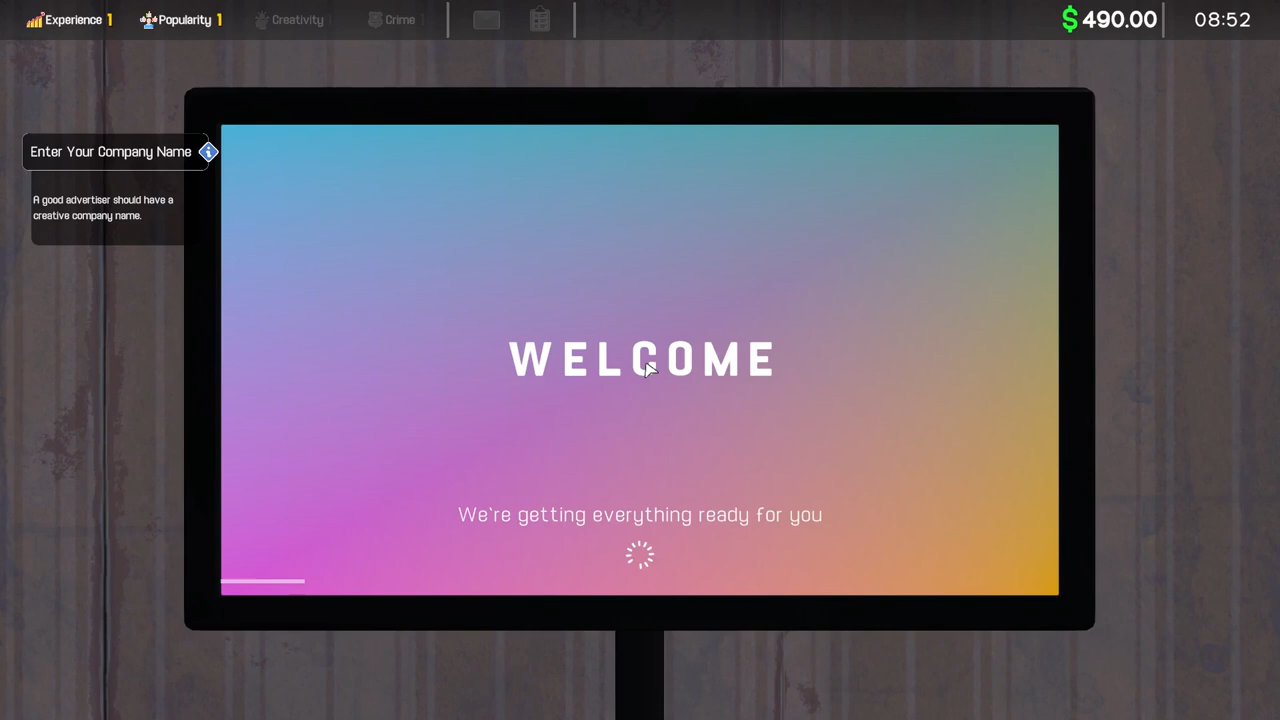 Experience 1 Popularity 1 Creativity Crime $ 490.00 08:52
Enter Your Company Name
A good advertiser should have a
creative company name.
WELCOME
We're getting everything ready for you